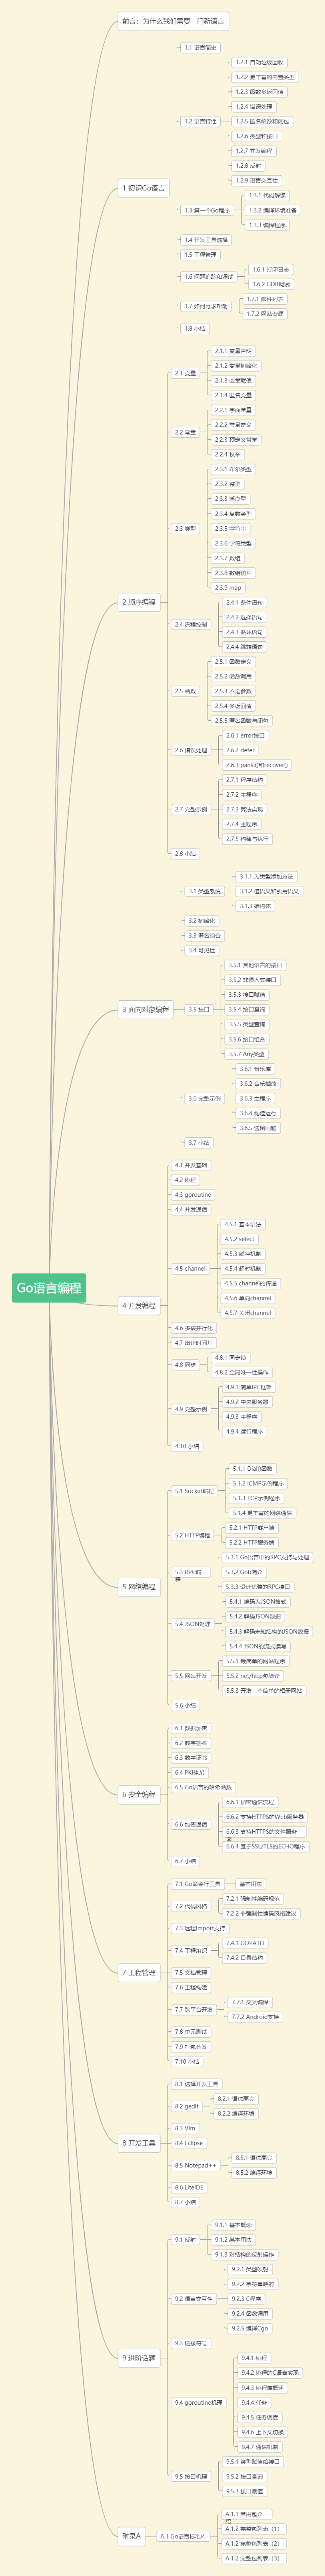 前言：为什么我们需要一门新语言
1 初识Go语言
1.1 语言简史
1.2 语言特性
1.2.1 自动垃圾回收
1.2.2 更丰富的内置类型
1.2.3 函数多返回值
1.2.4 错误处理
1.2.5 匿名函数和闭包
1.2.6 类型和接口
1.2.7 并发编程
1.2.8 反射
1.2.9 语言交互性
1.3 第一个Go程序
1.3.1 代码解读
1.3.2 编译环境准备
1.3.3 编译程序
1.4 开发工具选择
1.5 工程管理
1.6 问题追踪和调试
1.6.1 打印日志
1.6.2 GDB调试
1.7 如何寻求帮助
1.7.1 邮件列表
1.7.2 网站资源
1.8 小结
2 顺序编程
2.1 变量
2.1.1 变量声明
2.1.2 变量初始化
2.1.3 变量赋值
2.1.4 匿名变量
2.2 常量
2.2.1 字面常量
2.2.2 常量定义
2.2.3 预定义常量
2.2.4 枚举
2.3 类型
2.3.1 布尔类型
2.3.2 整型
2.3.3 浮点型
2.3.4 复数类型
2.3.5 字符串
2.3.6 字符类型
2.3.7 数组
2.3.8 数组切片
2.3.9 map
2.4 流程控制
2.4.1 条件语句
2.4.2 选择语句
2.4.3 循环语句
2.4.4 跳转语句
2.5 函数
2.5.1 函数定义
2.5.2 函数调用
2.5.3 不定参数
2.5.4 多返回值
2.5.5 匿名函数与闭包
2.6 错误处理
2.6.1 error接口
2.6.2 defer
2.6.3 panic()和recover()
2.7 完整示例
2.7.1 程序结构
2.7.2 主程序
2.7.3 算法实现
2.7.4 主程序
2.7.5 构建与执行
2.8 小结
3 面向对象编程
3.1 类型系统
3.1.1 为类型添加方法
3.1.2 值语义和引用语义
3.1.3 结构体
3.2 初始化
3.3 匿名组合
3.4 可见性
3.5 接口
3.5.1 其他语言的接口
3.5.2 非侵入式接口
3.5.3 接口赋值
3.5.4 接口查询
3.5.5 类型查询
3.5.6 接口组合
3.5.7 Any类型
3.6 完整示例
3.6.1 音乐库
3.6.2 音乐播放
3.6.3 主程序
3.6.4 构建运行
3.6.5 遗留问题
3.7 小结
Go语言编程
4 并发编程
4.1 并发基础
4.2 协程
4.3 goroutine
4.4 并发通信
4.5 channel
4.5.1 基本语法
4.5.2 select
4.5.3 缓冲机制
4.5.4 超时机制
4.5.5 channel的传递
4.5.6 单向channel
4.5.7 关闭channel
4.6 多核并行化
4.7 出让时间片
4.8 同步
4.8.1 同步锁
4.8.2 全局唯一性操作
4.9 完整示例
4.9.1 简单IPC框架
4.9.2 中央服务器
4.9.3 主程序
4.9.4 运行程序
4.10 小结
5 网络编程
5.1 Socket编程
5.1.1 Dial()函数
5.1.2 ICMP示例程序
5.1.3 TCP示例程序
5.1.4 更丰富的网络通信
5.2 HTTP编程
5.2.1 HTTP客户端
5.2.2 HTTP服务端
5.3 RPC编
程
5.3.1 Go语言中的RPC支持与处理
5.3.2 Gob简介
5.3.3 设计优雅的RPC接口
5.4 JSON处理
5.4.1 编码为JSON格式
5.4.2 解码JSON数据
5.4.3 解码未知结构的JSON数据
5.4.4 JSON的流式读写
5.5 网站开发
5.5.1 最简单的网站程序
5.5.2 net/http包简介
5.5.3 开发一个简单的相册网站
5.6 小结
6 安全编程
6.1 数据加密
6.2 数字签名
6.3 数字证书
6.4 PKI体系
6.5 Go语言的哈希函数
6.6 加密通信
6.6.1 加密通信流程
6.6.2 支持HTTPS的Web服务器
6.6.3 支持HTTPS的文件服务
器
6.6.4 基于SSL/TLS的ECHO程序
6.7 小结
7 工程管理
7.1 Go命令行工具
基本用法
7.2 代码风格
7.2.1 强制性编码规范
7.2.2 非强制性编码风格建议
7.3 远程import支持
7.4 工程组织
7.4.1 GOPATH
7.4.2 目录结构
7.5 文档管理
7.6 工程构建
7.7 跨平台开发
7.7.1 交叉编译
7.7.2 Android支持
7.8 单元测试
7.9 打包分发
7.10 小结
8 开发工具
8.1 选择开发工具
8.2 gedit
8.2.1 语法高亮
8.2.2 编译环境
8.3 Vim
8.4 Eclipse
8.5 Notepad++
8.5.1 语法高亮
8.5.2 编译环境
8.6 LiteIDE
8.7 小结
9 进阶话题
9.1 反射
9.1.1 基本概念
9.1.2 基本用法
9.1.3 对结构的反射操作
9.2 语言交互性
9.2.1 类型映射
9.2.2 字符串映射
9.2.3 C程序
9.2.4 函数调用
9.2.5 编译Cgo
9.3 链接符号
9.4 goroutine机理
9.4.1 协程
9.4.2 协程的C语言实现
9.4.3 协程库概述
9.4.4 任务
9.4.5 任务调度
9.4.6 上下文切换
9.4.7 通信机制
9.5 接口机理
9.5.1 类型赋值给接口
9.5.2 接口查询
9.5.3 接口赋值
附录A
A.1 Go语言标准库
A.1.1 常用包介
绍
A.1.2 完整包列表（1）
A.1.2 完整包列表（2）
A.1.2 完整包列表（3）